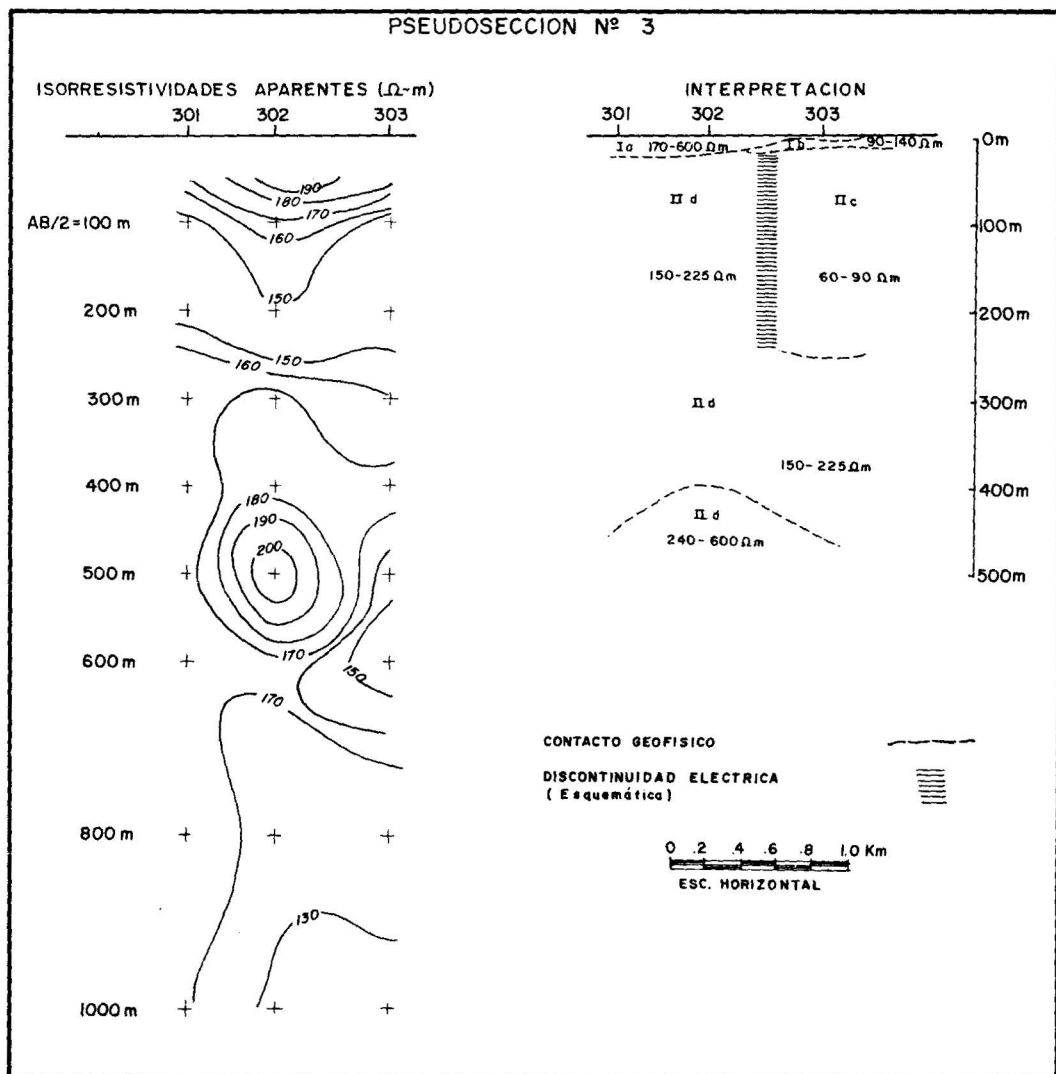 PSEUDOSECCION Nº 3
ISORRESISTIVIDADES APARENTES (Ω-m)
301 302 303
190
180
170
160
AB/2=100 m
150
200 m
150
160
300m
400m
180
190
200
500m
170
600m
150
170
800 m
130
1000 m
INTERPRETACION
301 302 303
0m
Ia 170-600 Ωm
Ib 90-140 Ωm
II d
II c
100m
150-225 Ωm
60-90 Ωm
200m
II d
300m
150-225 Ωm
400m
II d
240-600 Ωm
500m
CONTACTO GEOFISICO
DISCONTINUIDAD ELECTRICA
( Esquemática)
0 .2 .4 .6 .8 1.0 Km
ESC. HORIZONTAL